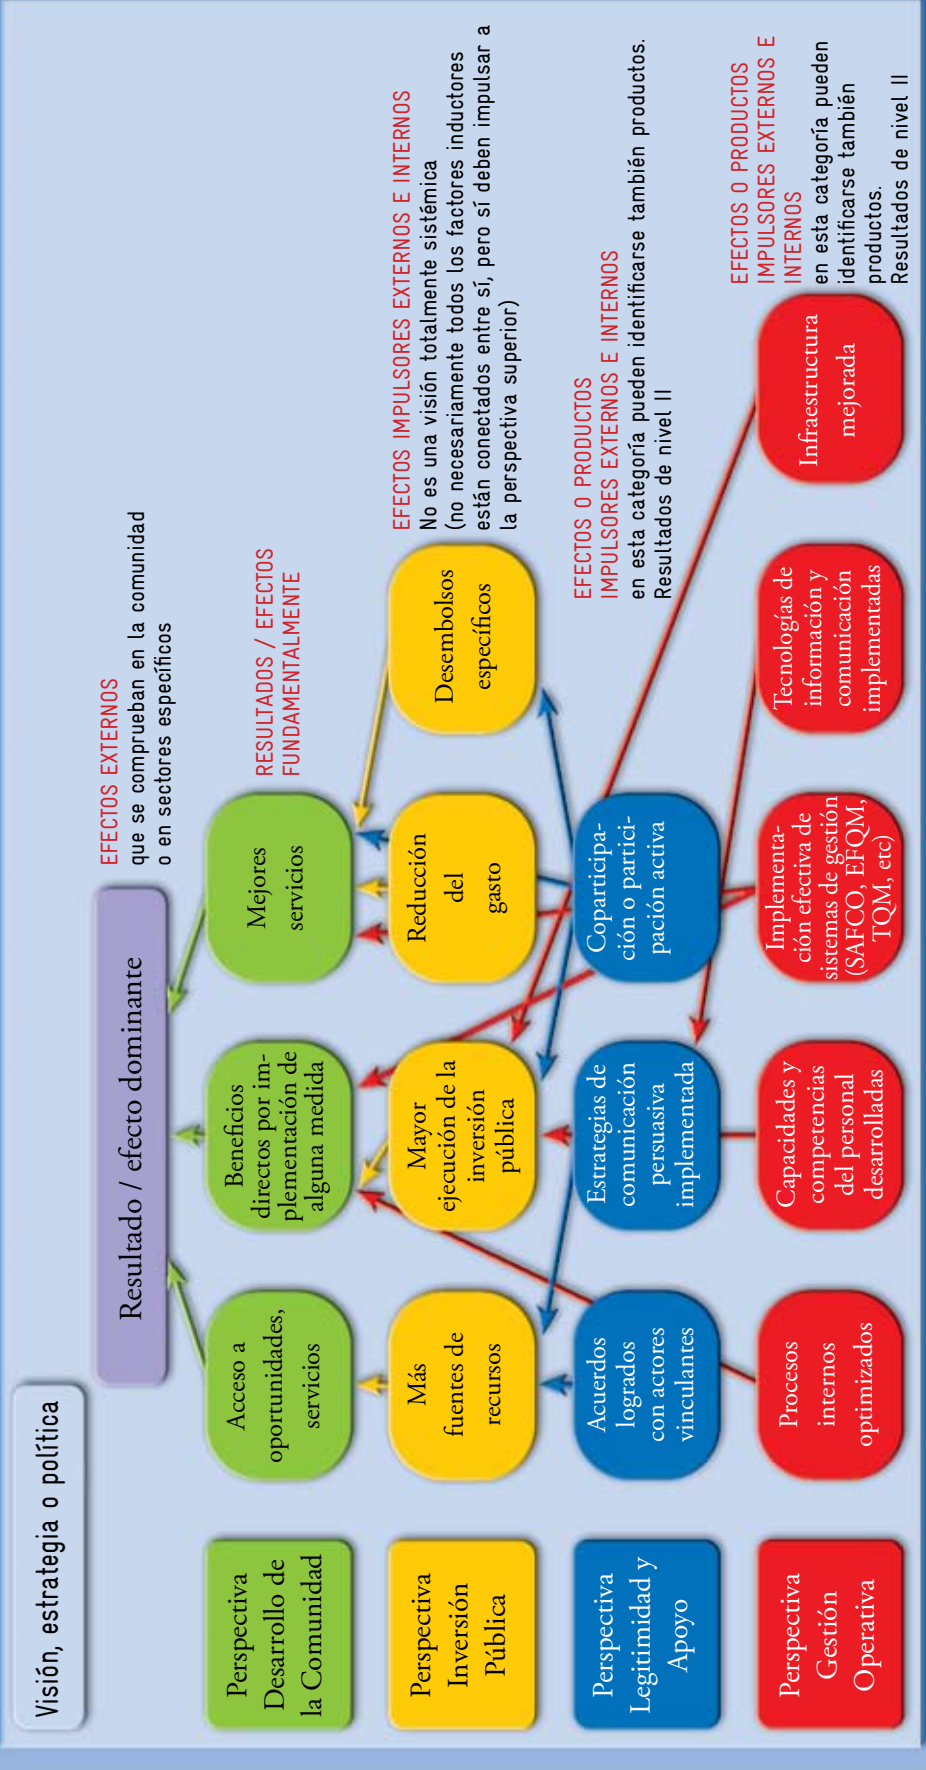 Visión, estrategia o política
Resultado / efecto dominante
EFECTOS EXTERNOS
que se comprueban en la comunidad
o en sectores específicos
Perspectiva
Desarrollo de
la Comunidad
Acceso a
oportunidades,
servicios
Beneficios
directos por im-
plementación de
alguna medida
Mejores
servicios
RESULTADOS / EFECTOS
FUNDAMENTALMENTE
Perspectiva
Inversión
Pública
Más
fuentes de
recursos
Mayor
ejecución de la
inversión
pública
Reducción
del
gasto
Desembolsos
específicos
EFECTOS IMPULSORES EXTERNOS E INTERNOS
No es una visión totalmente sistémica
(no necesariamente todos los factores inductores
están conectados entre sí, pero sí deben impulsar a
la perspectiva superior)
Perspectiva
Legitimidad y
Apoyo
Acuerdos
logrados
con actores
vinculantes
Estrategias de
comunicación
persuasiva
implementada
Coparticipa-
ción o partici-
pación activa
EFECTOS O PRODUCTOS
IMPULSORES EXTERNOS E INTERNOS
en esta categoría pueden identificarse también productos.
Resultados de nivel II
Perspectiva
Gestión
Operativa
Procesos
internos
optimizados
Capacidades y
competencias
del personal
desarrolladas
Implementa-
ción efectiva de
sistemas de gestión
(SAFCO, EFQM,
TQM, etc)
Tecnologías de
información y
comunicación
implementadas
Infraestructura
mejorada
EFECTOS O PRODUCTOS
IMPULSORES EXTERNOS E
INTERNOS
en esta categoría pueden
identificarse también
productos.
Resultados de nivel II